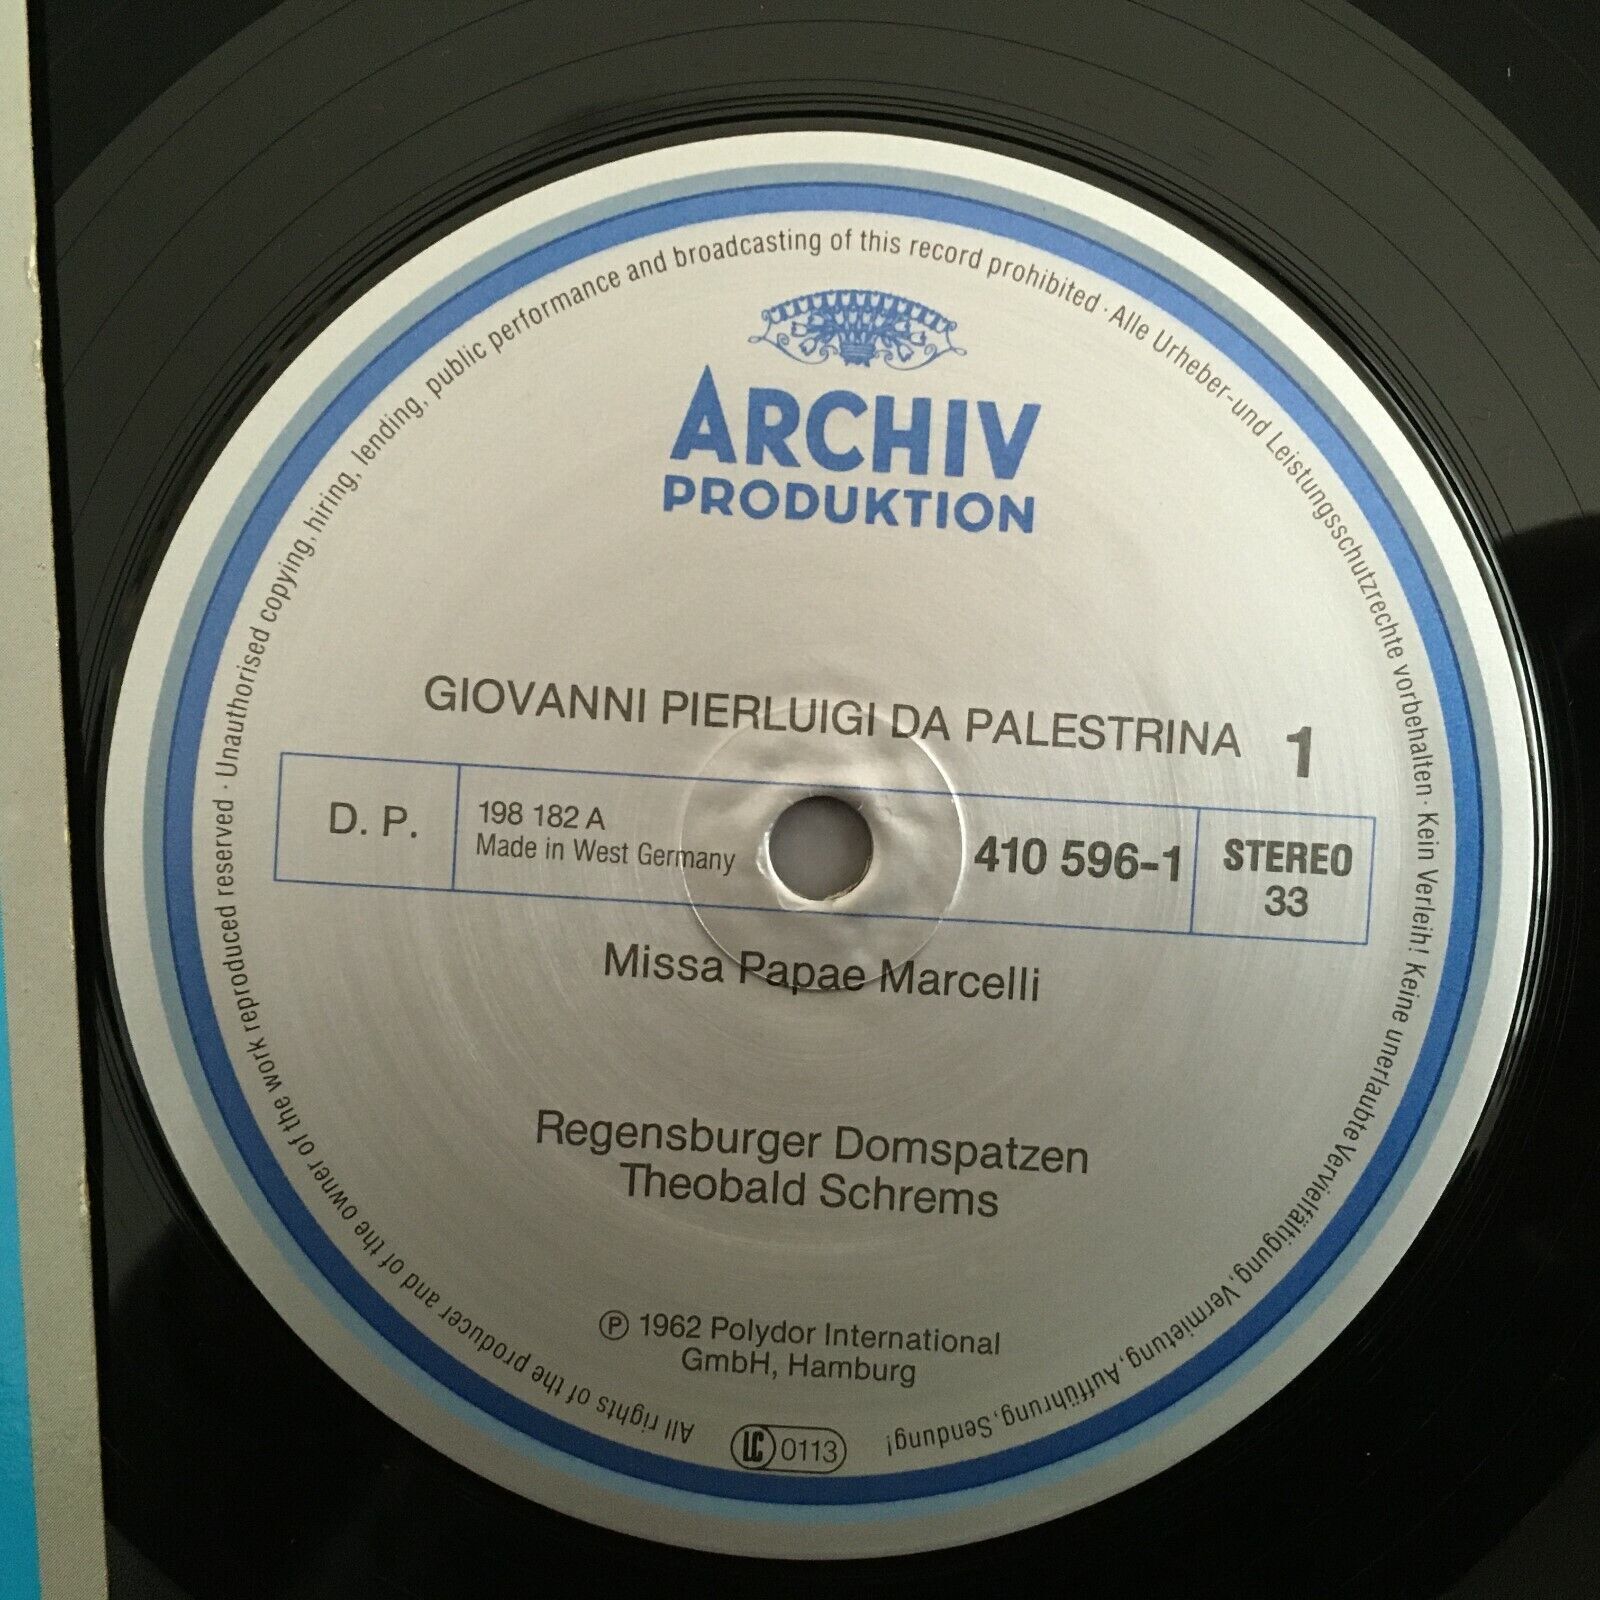 ARCHIV
PRODUKTION
GIOVANNI PIERLUIGI DA PALESTRINA 1
D. P.
198 182 A
Made in West Germany
410 596-1
STEREO
33
Missa Papae Marcelli
Regensburger Domspatzen
Theobald Schrems
℗ 1962 Polydor International
GmbH, Hamburg
LC 0113
All rights of the producer and of the owner of the work reproduced reserved · Unauthorised copying, hiring, lending, public performance and broadcasting of this record prohibited · Alle Urheber- und Leistungsschutzrechte vorbehalten · Kein Verleih! Keine unerlaubte Vervielfältigung, Vermietung, Aufführung, Sendung!